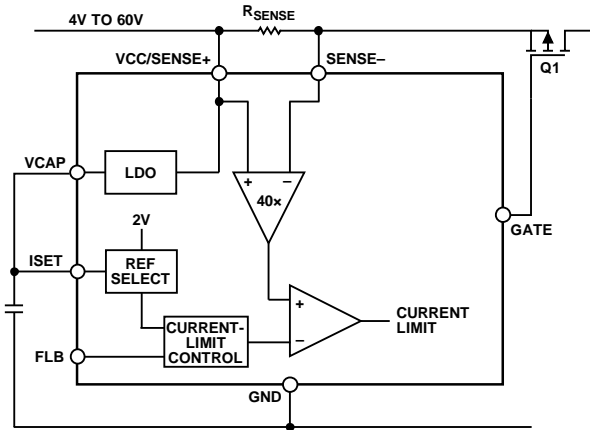 4V TO 60V
RSENSE
VCC/SENSE+
SENSE–
Q1
VCAP
LDO
+
–
40×
2V
GATE
ISET
REF
SELECT
+
–
CURRENT
LIMIT
CURRENT-
LIMIT
CONTROL
FLB
GND